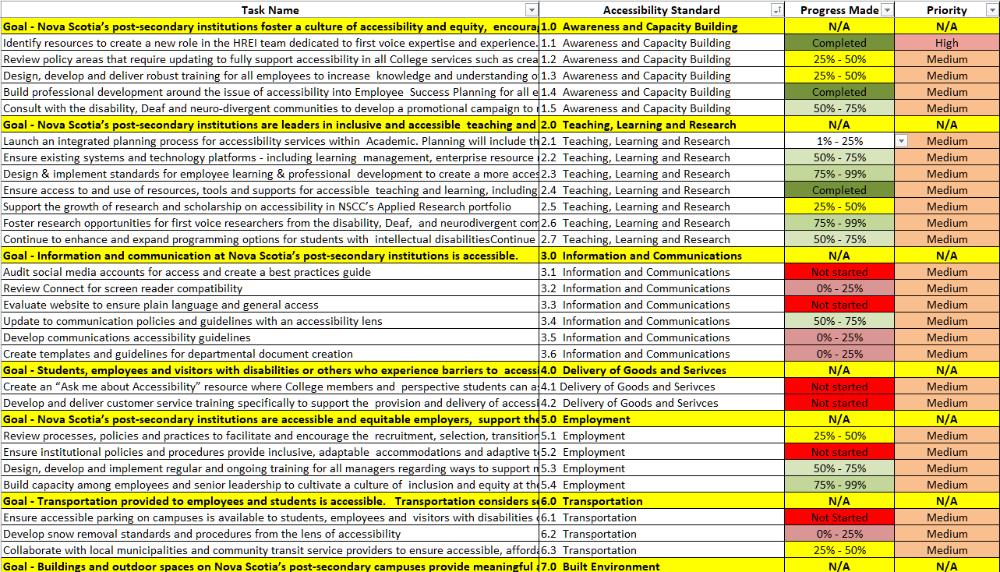 Task Name Accessibility Standard Progress Made Priority
Goal - Nova Scotia's post-secondary institutions foster a culture of accessibility and equity, encourag 1.0 Awareness and Capacity Building N/A N/A
Identify resources to create a new role in the HREI team dedicated to first voice expertise and experience. 1.1 Awareness and Capacity Building Completed High
Review policy areas that require updating to fully support accessibility in all College services such as crea 1.2 Awareness and Capacity Building 25% - 50% Medium
Design, develop and deliver robust training for all employees to increase knowledge and understanding o 1.3 Awareness and Capacity Building 25% - 50% Medium
Build professional development around the issue of accessibility into Employee Success Planning for all e 1.4 Awareness and Capacity Building Completed Medium
Consult with the disability, Deaf and neuro-divergent communities to develop a promotional campaign to 1.5 Awareness and Capacity Building 50% - 75% Medium
Goal - Nova Scotia's post-secondary institutions are leaders in inclusive and accessible teaching and 2.0 Teaching, Learning and Research N/A N/A
Launch an integrated planning process for accessibility services within Academic. Planning will include th 2.1 Teaching, Learning and Research 1% - 25% Medium
Ensure existing systems and technology platforms - including learning management, enterprise resource 2.2 Teaching, Learning and Research 50% - 75% Medium
Design & implement standards for employee learning & professional development to create a more acces 2.3 Teaching, Learning and Research 75% - 99% Medium
Ensure access to and use of resources, tools and supports for accessible teaching and learning, including 2.4 Teaching, Learning and Research Completed Medium
Support the growth of research and scholarship on accessibility in NSCC's Applied Research portfolio 2.5 Teaching, Learning and Research 25% - 50% Medium
Foster research opportunities for first voice researchers from the disability, Deaf, and neurodivergent com 2.6 Teaching, Learning and Research 75% - 99% Medium
Continue to enhance and expand programming options for students with intellectual disabilitiesContinue 2.7 Teaching, Learning and Research 50% - 75% Medium
Goal - Information and communication at Nova Scotia's post-secondary institutions is accessible. 3.0 Information and Communications N/A N/A
Audit social media accounts for access and create a best practices guide 3.1 Information and Communications Not started Medium
Review Connect for screen reader compatibility 3.2 Information and Communications 0% - 25% Medium
Evaluate website to ensure plain language and general access 3.3 Information and Communications Not started Medium
Update to communication policies and guidelines with an accessibility lens 3.4 Information and Communications 50% - 75% Medium
Develop communications accessibility guidelines 3.5 Information and Communications 0% - 25% Medium
Create templates and guidelines for departmental document creation 3.6 Information and Communications 0% - 25% Medium
Goal - Students, employees and visitors with disabilities or others who experience barriers to accessi 4.0 Delivery of Goods and Serivces N/A N/A
Create an "Ask me about Accessibility" resource where College members and perspective students can as 4.1 Delivery of Goods and Serivces Not started Medium
Develop and deliver customer service training specifically to support the provision and delivery of accessi 4.2 Delivery of Goods and Serivces Not started Medium
Goal - Nova Scotia's post-secondary institutions are accessible and equitable employers, support the 5.0 Employment N/A N/A
Review processes, policies and practices to facilitate and encourage the recruitment, selection, transition 5.1 Employment 25% - 50% Medium
Ensure institutional policies and procedures provide inclusive, adaptable accommodations and adaptive t 5.2 Employment Not started Medium
Design, develop and implement regular and ongoing training for all managers regarding ways to support 5.3 Employment 50% - 75% Medium
Build capacity among employees and senior leadership to cultivate a culture of inclusion and equity at the 5.4 Employment 75% - 99% Medium
Goal - Transportation provided to employees and students is accessible. Transportation considers se 6.0 Transportation N/A N/A
Ensure accessible parking on campuses is available to students, employees and visitors with disabilities 6.1 Transportation Not Started Medium
Develop snow removal standards and procedures from the lens of accessibility 6.2 Transportation 0% - 25% Medium
Collaborate with local municipalities and community transit service providers to ensure accessible, afforda 6.3 Transportation 25% - 50% Medium
Goal - Buildings and outdoor spaces on Nova Scotia's post-secondary campuses provide meaningful 7.0 Built Environment N/A N/A